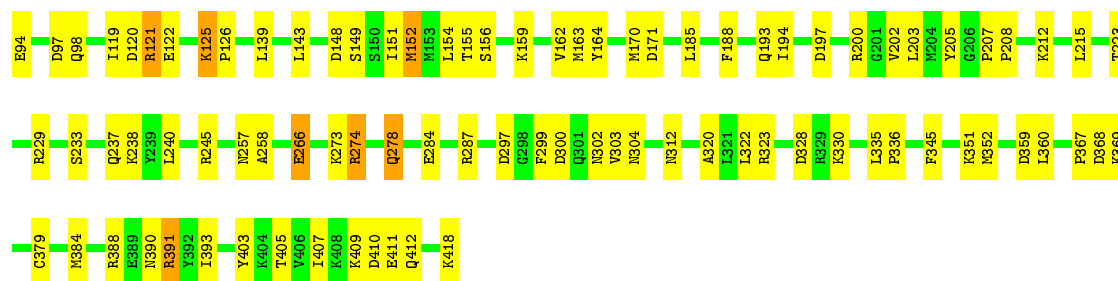 E94 D97 Q98 I119 D120 R121 E122 K125 P126 L139 L143 D148 S149 S150 I151 M152 M153 L154 T155 S156 K159 V162 M163 Y164 M170 D171 L185 F188 Q193 I194 D197 R200 G201 V202 L203 M204 Y205 G206 P207 P208 K212 L215 T223
R229 S233 Q237 K238 Y239 L240 R245 N257 A258 E266 K273 R274 Q278 E284 R287 D297 G298 F299 D300 Q301 N302 V303 N304 N312 A320 L321 L322 R323 D328 R329 K330 L335 P336 F345 K351 M352 D359 L360 P367 D368 K369
C379 M384 R388 E389 N390 R391 Y392 I393 Y403 K404 T405 V406 I407 K408 K409 D410 E411 Q412 K418